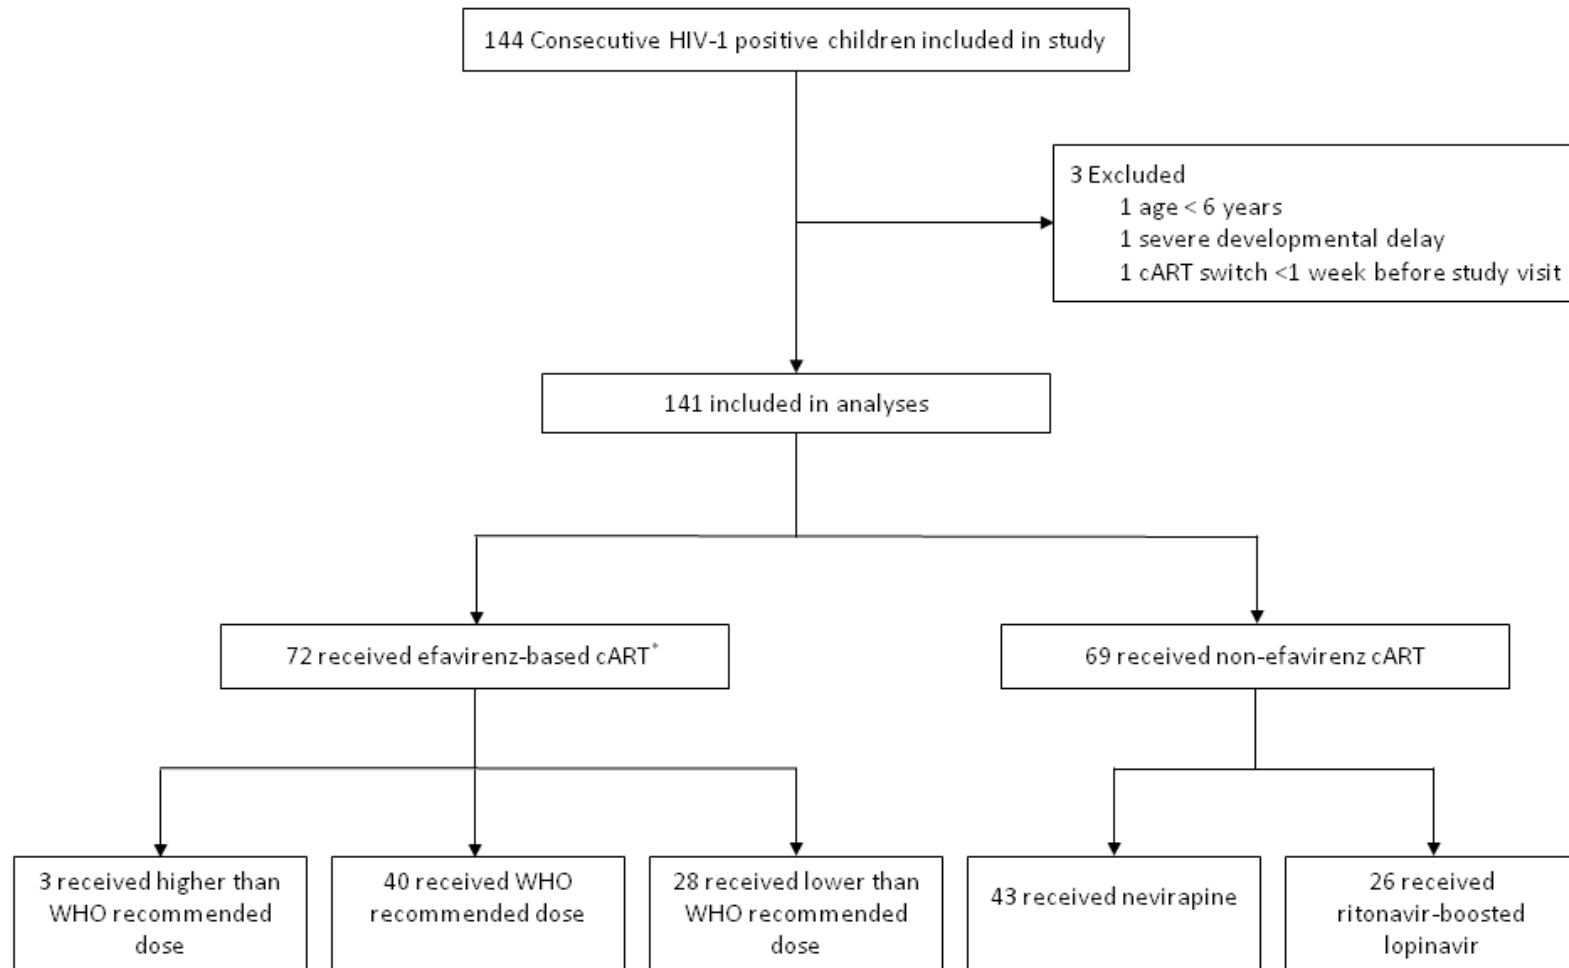 144 Consecutive HIV-1 positive children included in study
3 Excluded
1 age < 6 years
1 severe developmental delay
1 cART switch <1 week before study visit
141 included in analyses
72 received efavirenz-based cART*
69 received non-efavirenz cART
3 received higher than
WHO recommended
dose
40 received WHO
recommended dose
28 received lower than
WHO recommended
dose
43 received nevirapine
26 received
ritonavir-boosted
lopinavir